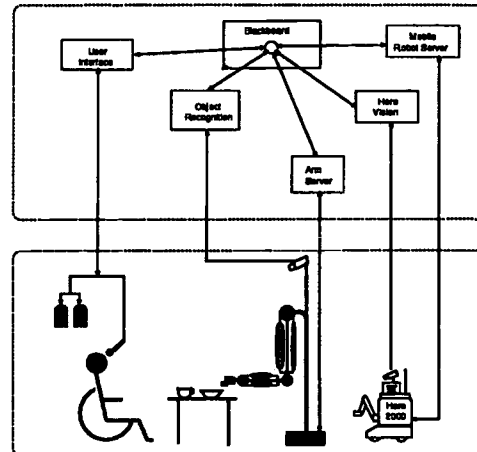 Blackboard
User
Interface
Mobile
Robot Server
Object
Recognition
Hero
Vision
Arm
Server
Hero
2000